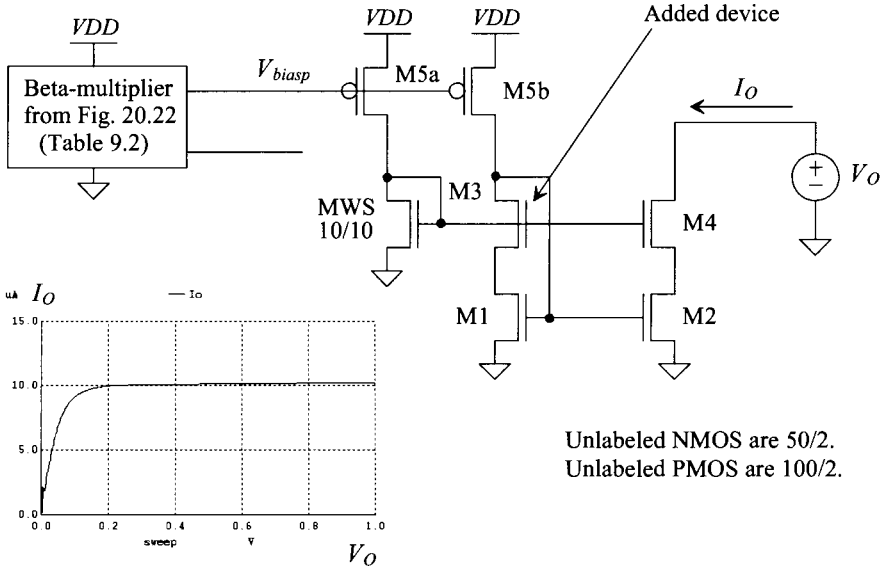 Added device
VDD
VDD
VDD
Beta-multiplier
from Fig. 20.22
(Table 9.2)
V_biasp
M5a
M5b
I_O
V_O
+
−
M3
MWS
10/10
M4
M1
M2
uA I_O
— Io
15.0
10.0
5.0
0.0
0.0 0.2 0.4 0.6 0.8 1.0
sweep V
V_O
Unlabeled NMOS are 50/2.
Unlabeled PMOS are 100/2.